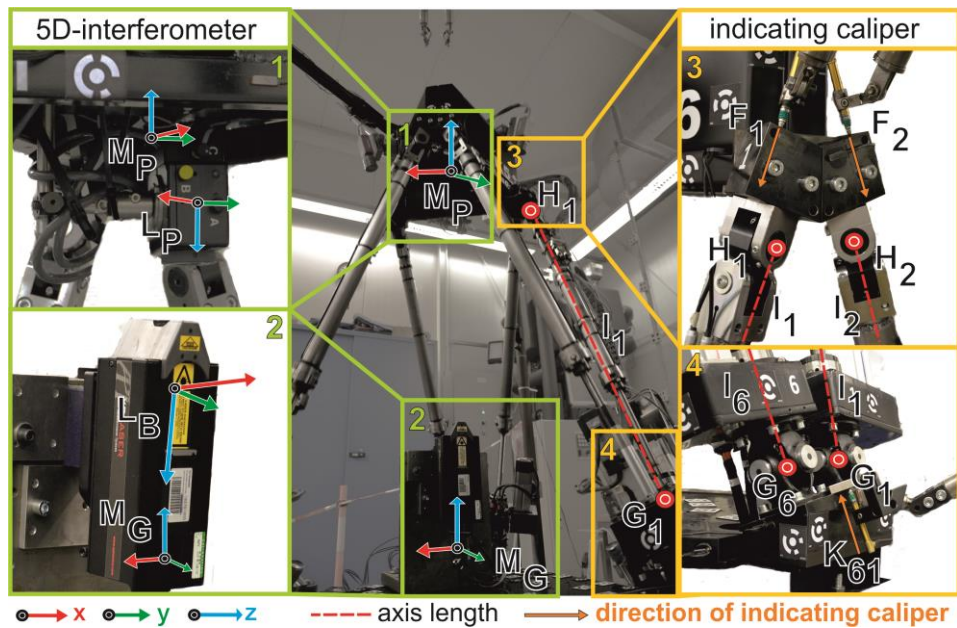 5D-interferometer
indicating caliper
1
M_P
L_P
B
A
2
L_B
LASER
M_G
1
M_P
3
H_1
I_1
2
4
G_1
M_G
3
6
F_1
F_2
H_1
H_2
I_1
I_2
4
I_6
6
I_1
G_6
G_1
K_61
x y z axis length direction of indicating caliper